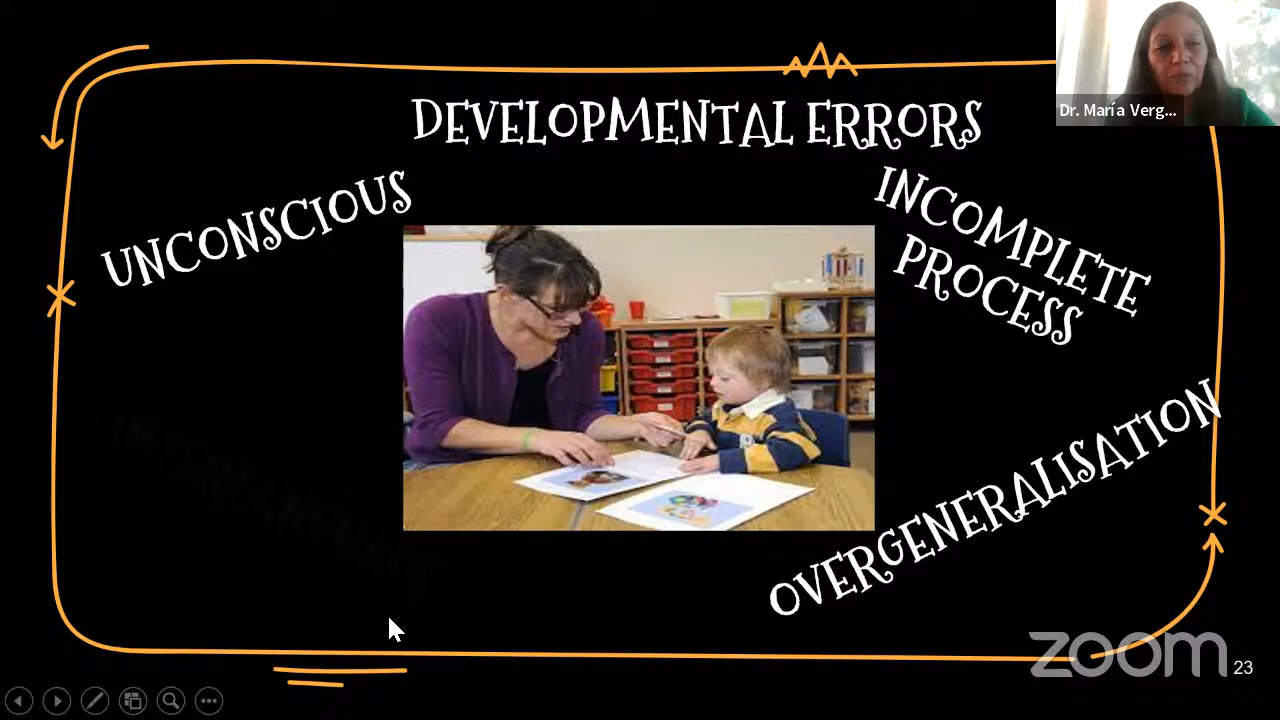 Dr. María Verg...
DEVELOPMENTAL ERRORS
UNCONSCIOUS
INCOMPLETE
PROCESS
OVERGENERALISATION
zoom
23